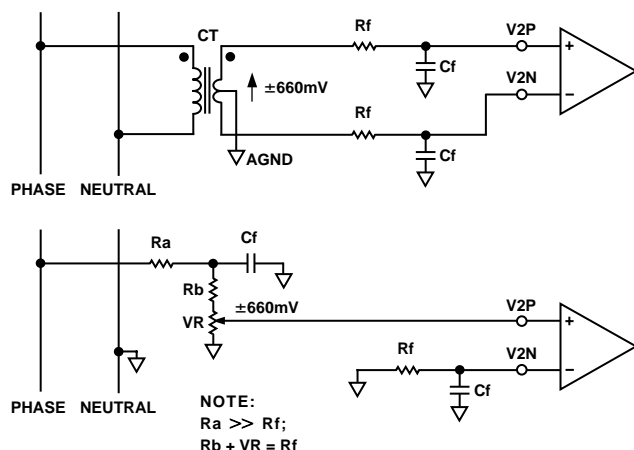 CT
Rf
V2P
+
Cf
±660mV
V2N
−
Rf
Cf
AGND
PHASE NEUTRAL
Ra
Cf
Rb
±660mV
VR
V2P
+
Rf
V2N
−
Cf
PHASE NEUTRAL
NOTE:
Ra >> Rf;
Rb + VR = Rf